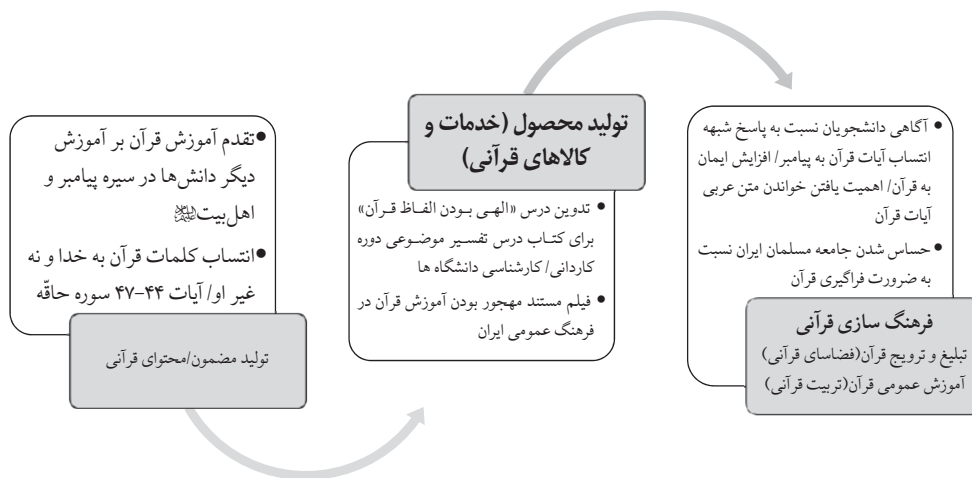 ●تقدم آموزش قرآن بر آموزش
دیگر دانش‌ها در سیره پیامبر و
اهل‌بیت علیهم‌السلام
●انتساب کلمات قرآن به خدا و نه
غیر او/ آیات ۴۴–۴۷ سوره حاقّه
تولید مضمون/محتوای قرآنی
تولید محصول (خدمات و
کالاهای قرآنی)
● تدوین درس «الهی بودن الفاظ قرآن»
برای کتاب درس تفسیر موضوعی دوره
کاردانی/ کارشناسی دانشگاه ها
● فیلم مستند مهجور بودن آموزش قرآن در
فرهنگ عمومی ایران
● آگاهی دانشجویان نسبت به پاسخ شبهه
انتساب آیات قرآن به پیامبر/ افزایش ایمان
به قرآن/ اهمیت یافتن خواندن متن عربی
آیات قرآن
● حساس شدن جامعه مسلمان ایران نسبت
به ضرورت فراگیری قرآن
فرهنگ سازی قرآنی
تبلیغ و ترویج قرآن(فضاسای قرآنی)
آموزش عمومی قرآن(تربیت قرآنی)